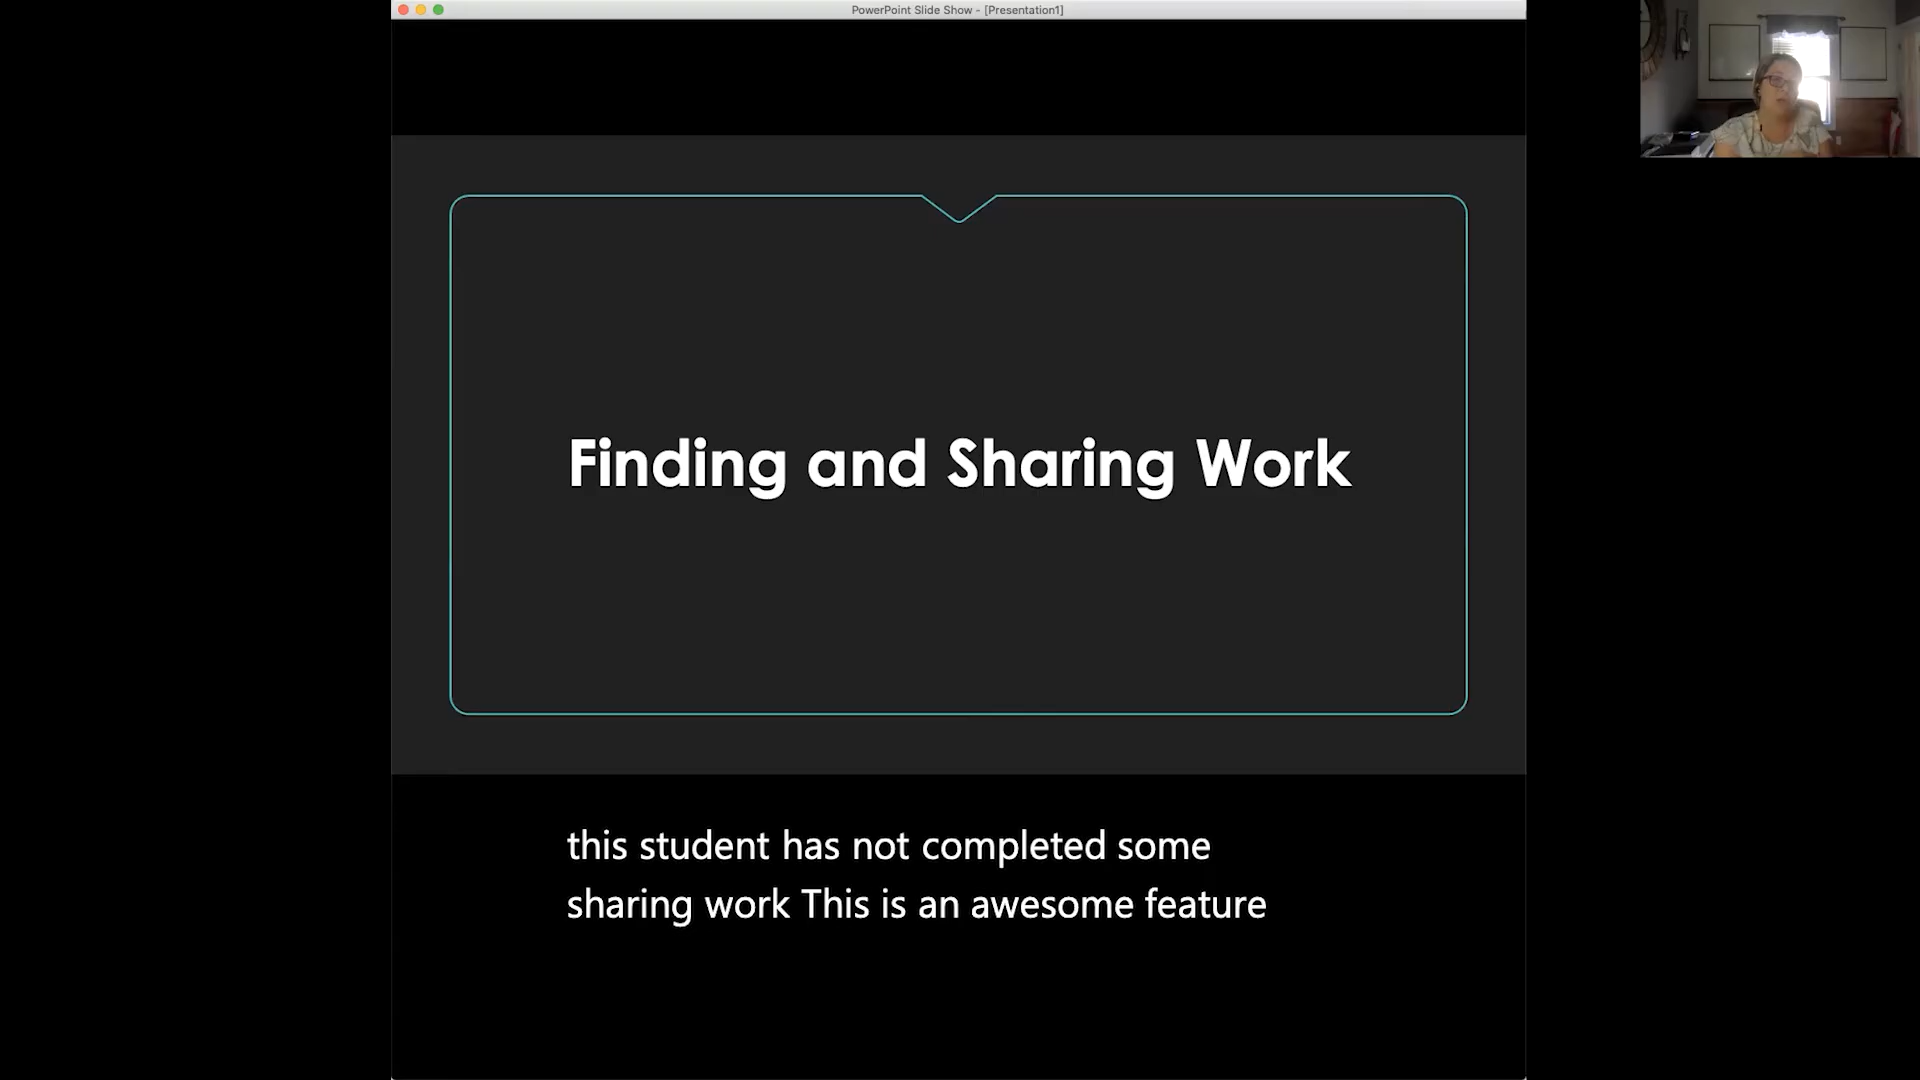 PowerPoint Slide Show - [Presentation1]
Finding and Sharing Work
this student has not completed some
sharing work This is an awesome feature